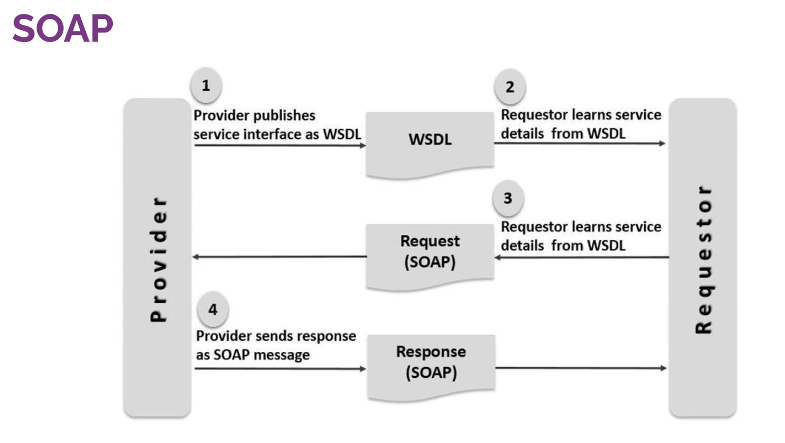 SOAP
1
Provider publishes
service interface as WSDL
WSDL
2
Requestor learns service
details from WSDL
3
Requestor learns service
details from WSDL
Request
(SOAP)
4
Provider sends response
as SOAP message
Response
(SOAP)
Provider
Requestor